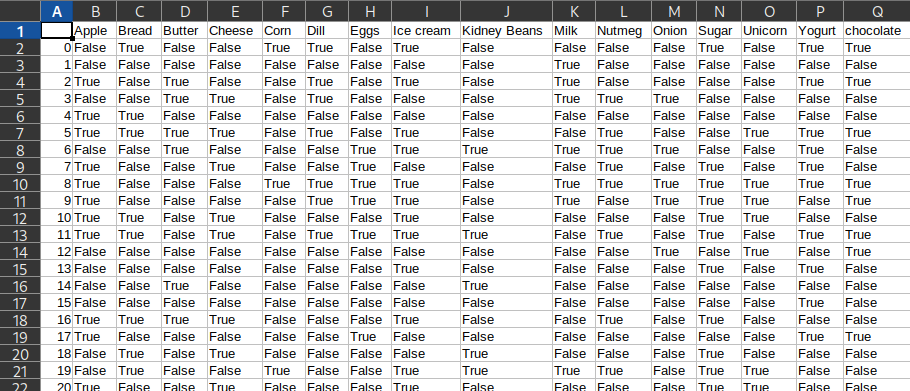 A B C D E F G H I J K L M N O P Q
1 Apple Bread Butter Cheese Corn Dill Eggs Ice cream Kidney Beans Milk Nutmeg Onion Sugar Unicorn Yogurt chocolate
2 0 False True False False True True False True False False False False True False True True
3 1 False False False False False False False False False True False False False False False False
4 2 True False True False False True False True False True False False False False True True
5 3 False False True True False True False False False True True True False False False False
6 4 True True False False False False False False False False False False False False False False
7 5 True True True True False True False True False False True False False True True True
8 6 False True True False False False True True True True True True False False True False
9 7 True False False True False False True False False False True False True False True False
10 8 True False False False True True True True False True True True True True True True
11 9 True False False False False True True True False True True True False True False True
12 10 True True False True False False False True False False False False True False False True
13 11 True True False True False True True True True False True False True True False True
14 12 False False False False False False False False False False False True False True False True
15 13 False False False False False False False True False False False False True False True False
16 14 False False True False False False False False True False False False False False False False
17 15 False False False False False False False False False False False False False False True False
18 16 True True True True False False False True False False True False True False False True
19 17 True False False False False False True False False False True False False False True True
20 18 False True False True False False False False True False False False True False False False
21 19 False True False False True False False True True True True False False True True False
22 20 True False False True False False False True False True False False False True False False